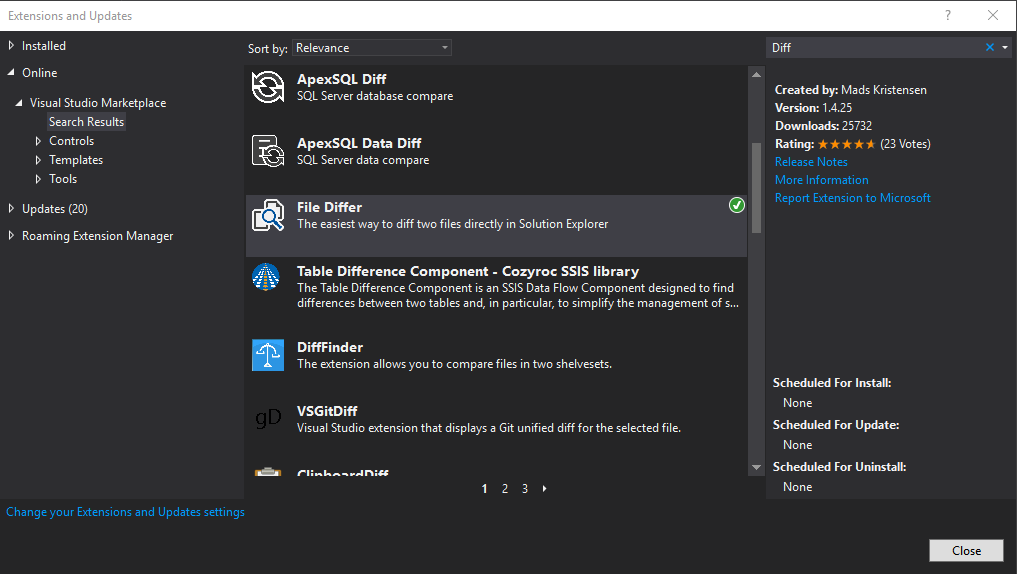 Extensions and Updates
?
Installed
Online
Visual Studio Marketplace
Search Results
Controls
Templates
Tools
Updates (20)
Roaming Extension Manager
Sort by: Relevance
ApexSQL Diff
SQL Server database compare
ApexSQL Data Diff
SQL Server data compare
File Differ
The easiest way to diff two files directly in Solution Explorer
Table Difference Component - Cozyroc SSIS library
The Table Difference Component is an SSIS Data Flow Component designed to find
differences between two tables and, in particular, to simplify the management of s...
DiffFinder
The extension allows you to compare files in two shelvesets.
gD
VSGitDiff
Visual Studio extension that displays a Git unified diff for the selected file.
ClipboardDiff
1 2 3
Diff
Created by: Mads Kristensen
Version: 1.4.25
Downloads: 25732
Rating: (23 Votes)
Release Notes
More Information
Report Extension to Microsoft
Scheduled For Install:
None
Scheduled For Update:
None
Scheduled For Uninstall:
None
Change your Extensions and Updates settings
Close